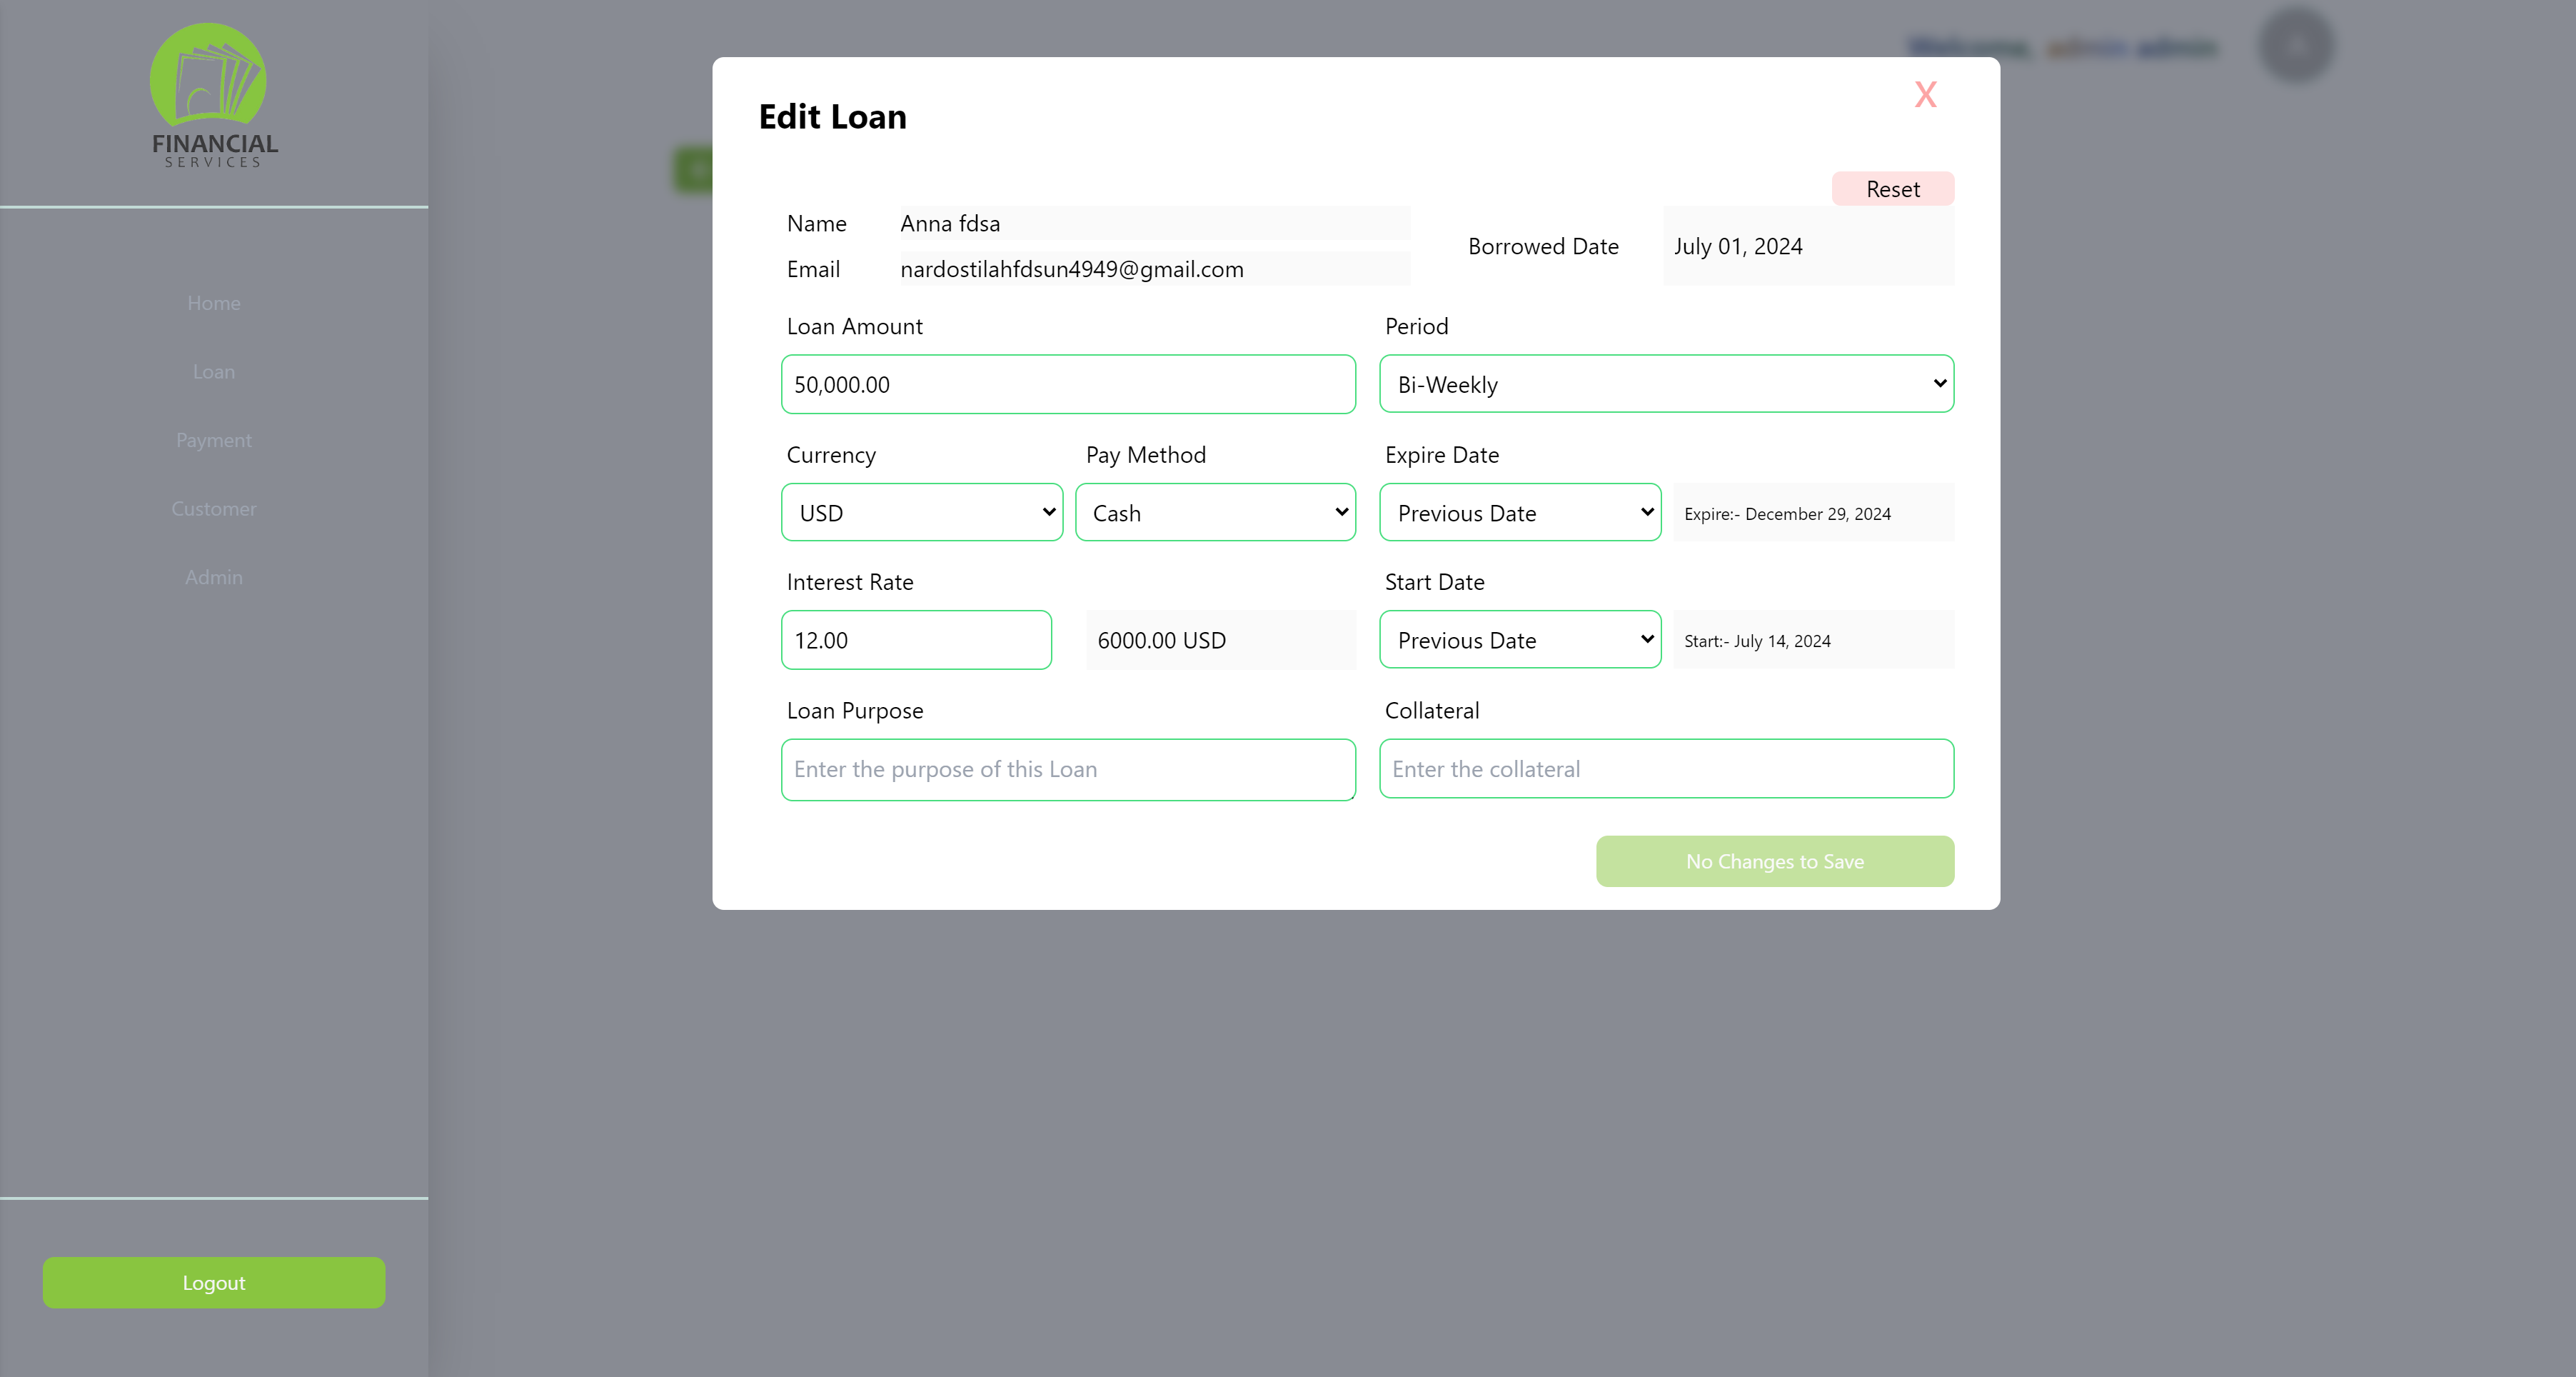 FINANCIAL
SERVICES
Home
Loan
Payment
Customer
Admin
Logout
Welcome, admin admin
Edit Loan
X
Reset
Name
Anna fdsa
Email
nardostilahfdsun4949@gmail.com
Borrowed Date
July 01, 2024
Loan Amount
50,000.00
Period
Bi-Weekly
Currency
USD
Pay Method
Cash
Expire Date
Previous Date
Expire:- December 29, 2024
Interest Rate
12.00
6000.00 USD
Start Date
Previous Date
Start:- July 14, 2024
Loan Purpose
Enter the purpose of this Loan
Collateral
Enter the collateral
No Changes to Save